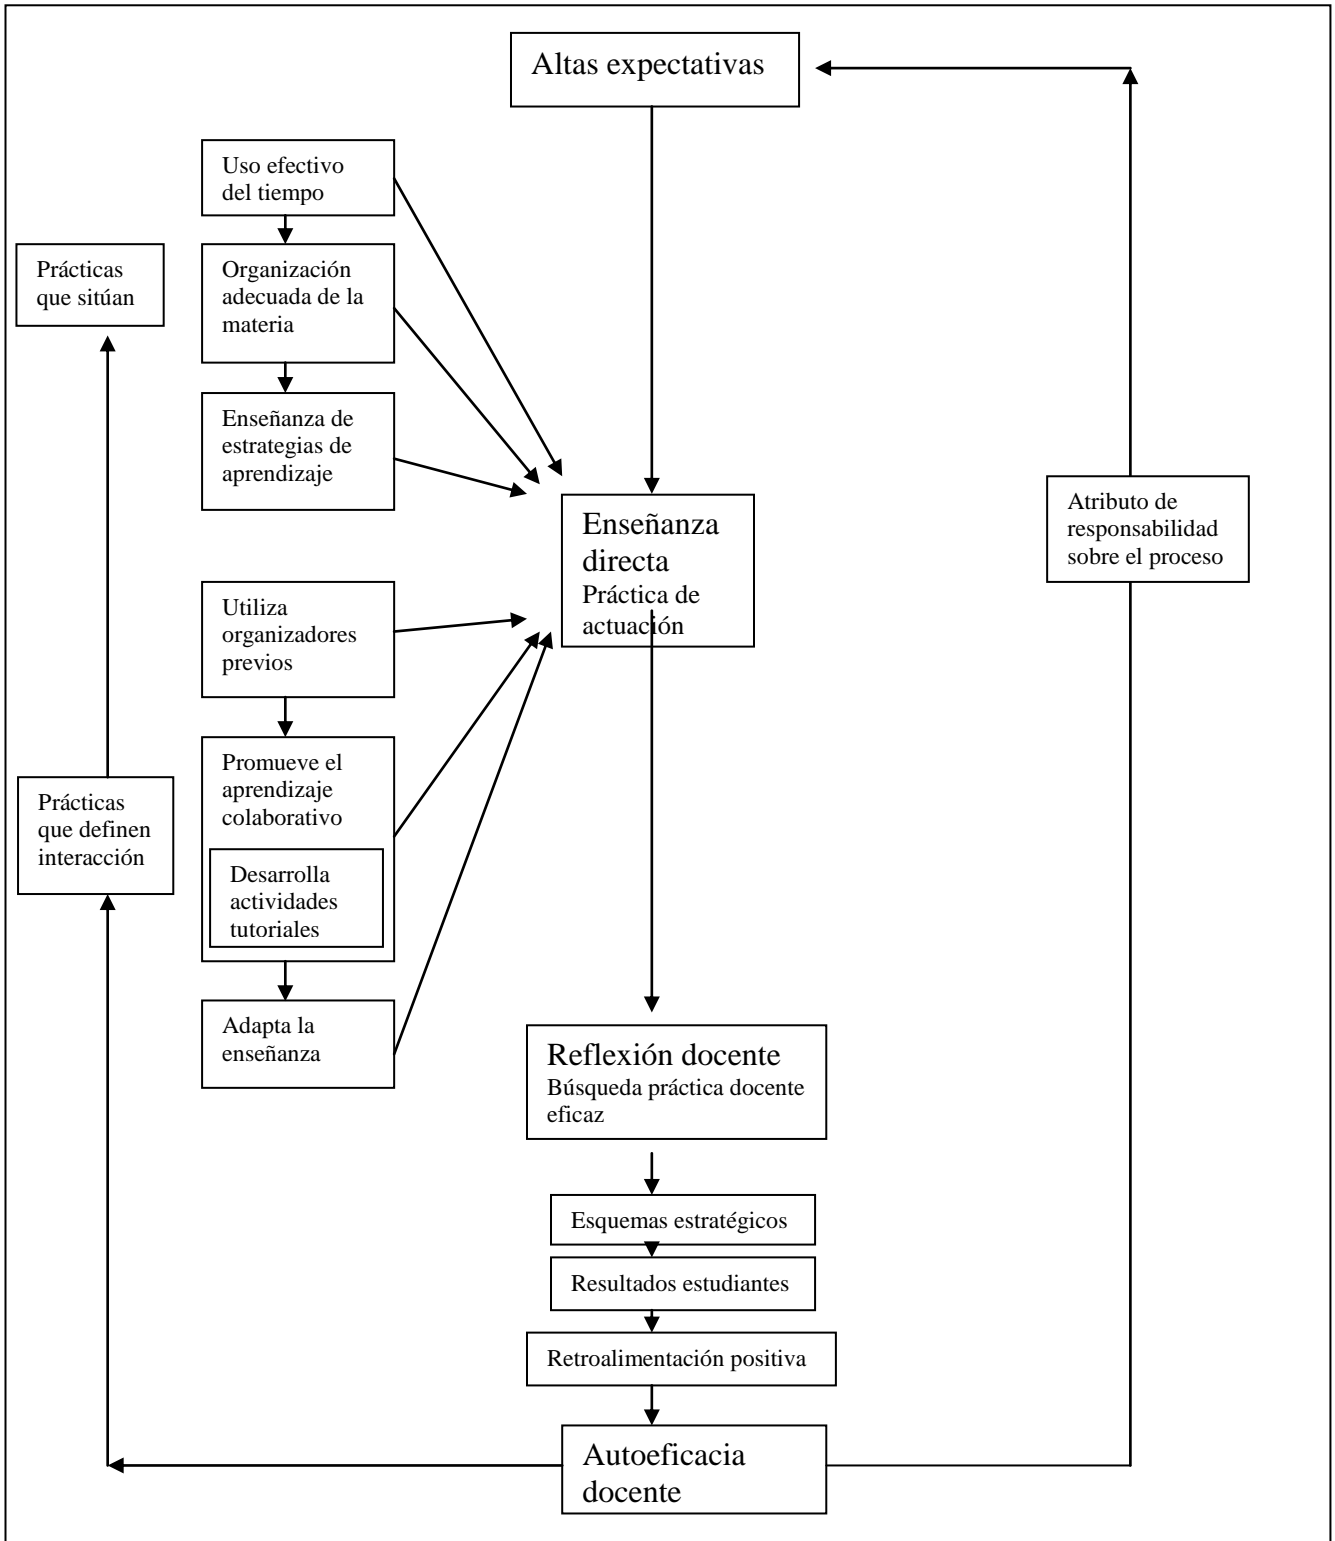 Altas expectativas
Uso efectivo
del tiempo
Prácticas
que sitúan
Organización
adecuada de la
materia
Enseñanza de
estrategias de
aprendizaje
Enseñanza
directa
Práctica de
actuación
Atributo de
responsabilidad
sobre el proceso
Utiliza
organizadores
previos
Promueve el
aprendizaje
colaborativo
Prácticas
que definen
interacción
Desarrolla
actividades
tutoriales
Adapta la
enseñanza
Reflexión docente
Búsqueda práctica docente
eficaz
Esquemas estratégicos
Resultados estudiantes
Retroalimentación positiva
Autoeficacia
docente